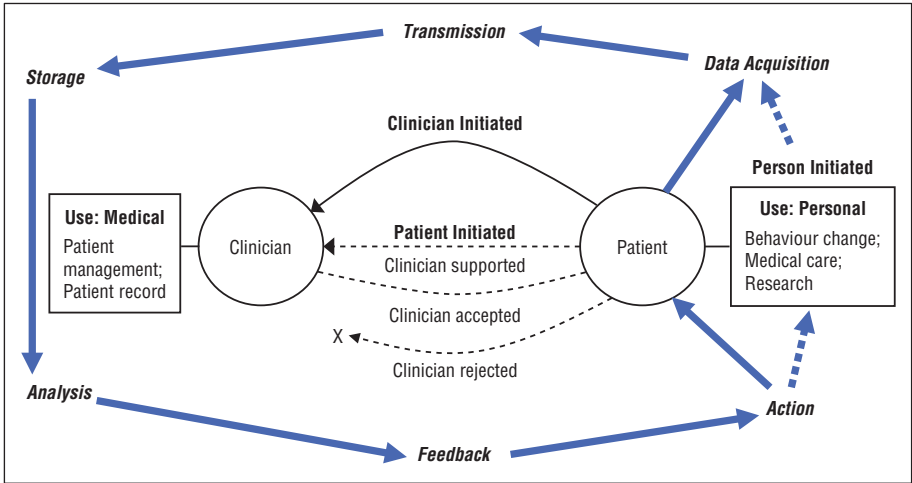 Transmission
Storage
Data Acquisition
Clinician Initiated
Person Initiated
Use: Medical
Patient
management;
Patient record
Clinician
Patient Initiated
Clinician supported
Clinician accepted
X
Clinician rejected
Patient
Use: Personal
Behaviour change;
Medical care;
Research
Analysis
Action
Feedback